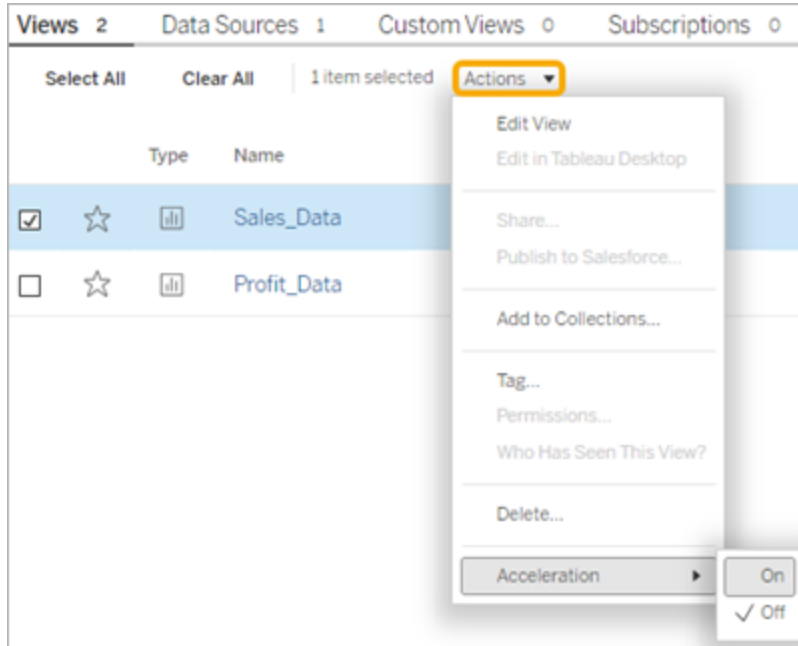 Views 2 Data Sources 1 Custom Views 0 Subscriptions 0
Select All Clear All 1 item selected Actions
Edit View
Edit in Tableau Desktop
Type Name
Sales_Data
Share...
Publish to Salesforce...
Profit_Data
Add to Collections...
Tag...
Permissions...
Who Has Seen This View?
Delete...
Acceleration On
Off